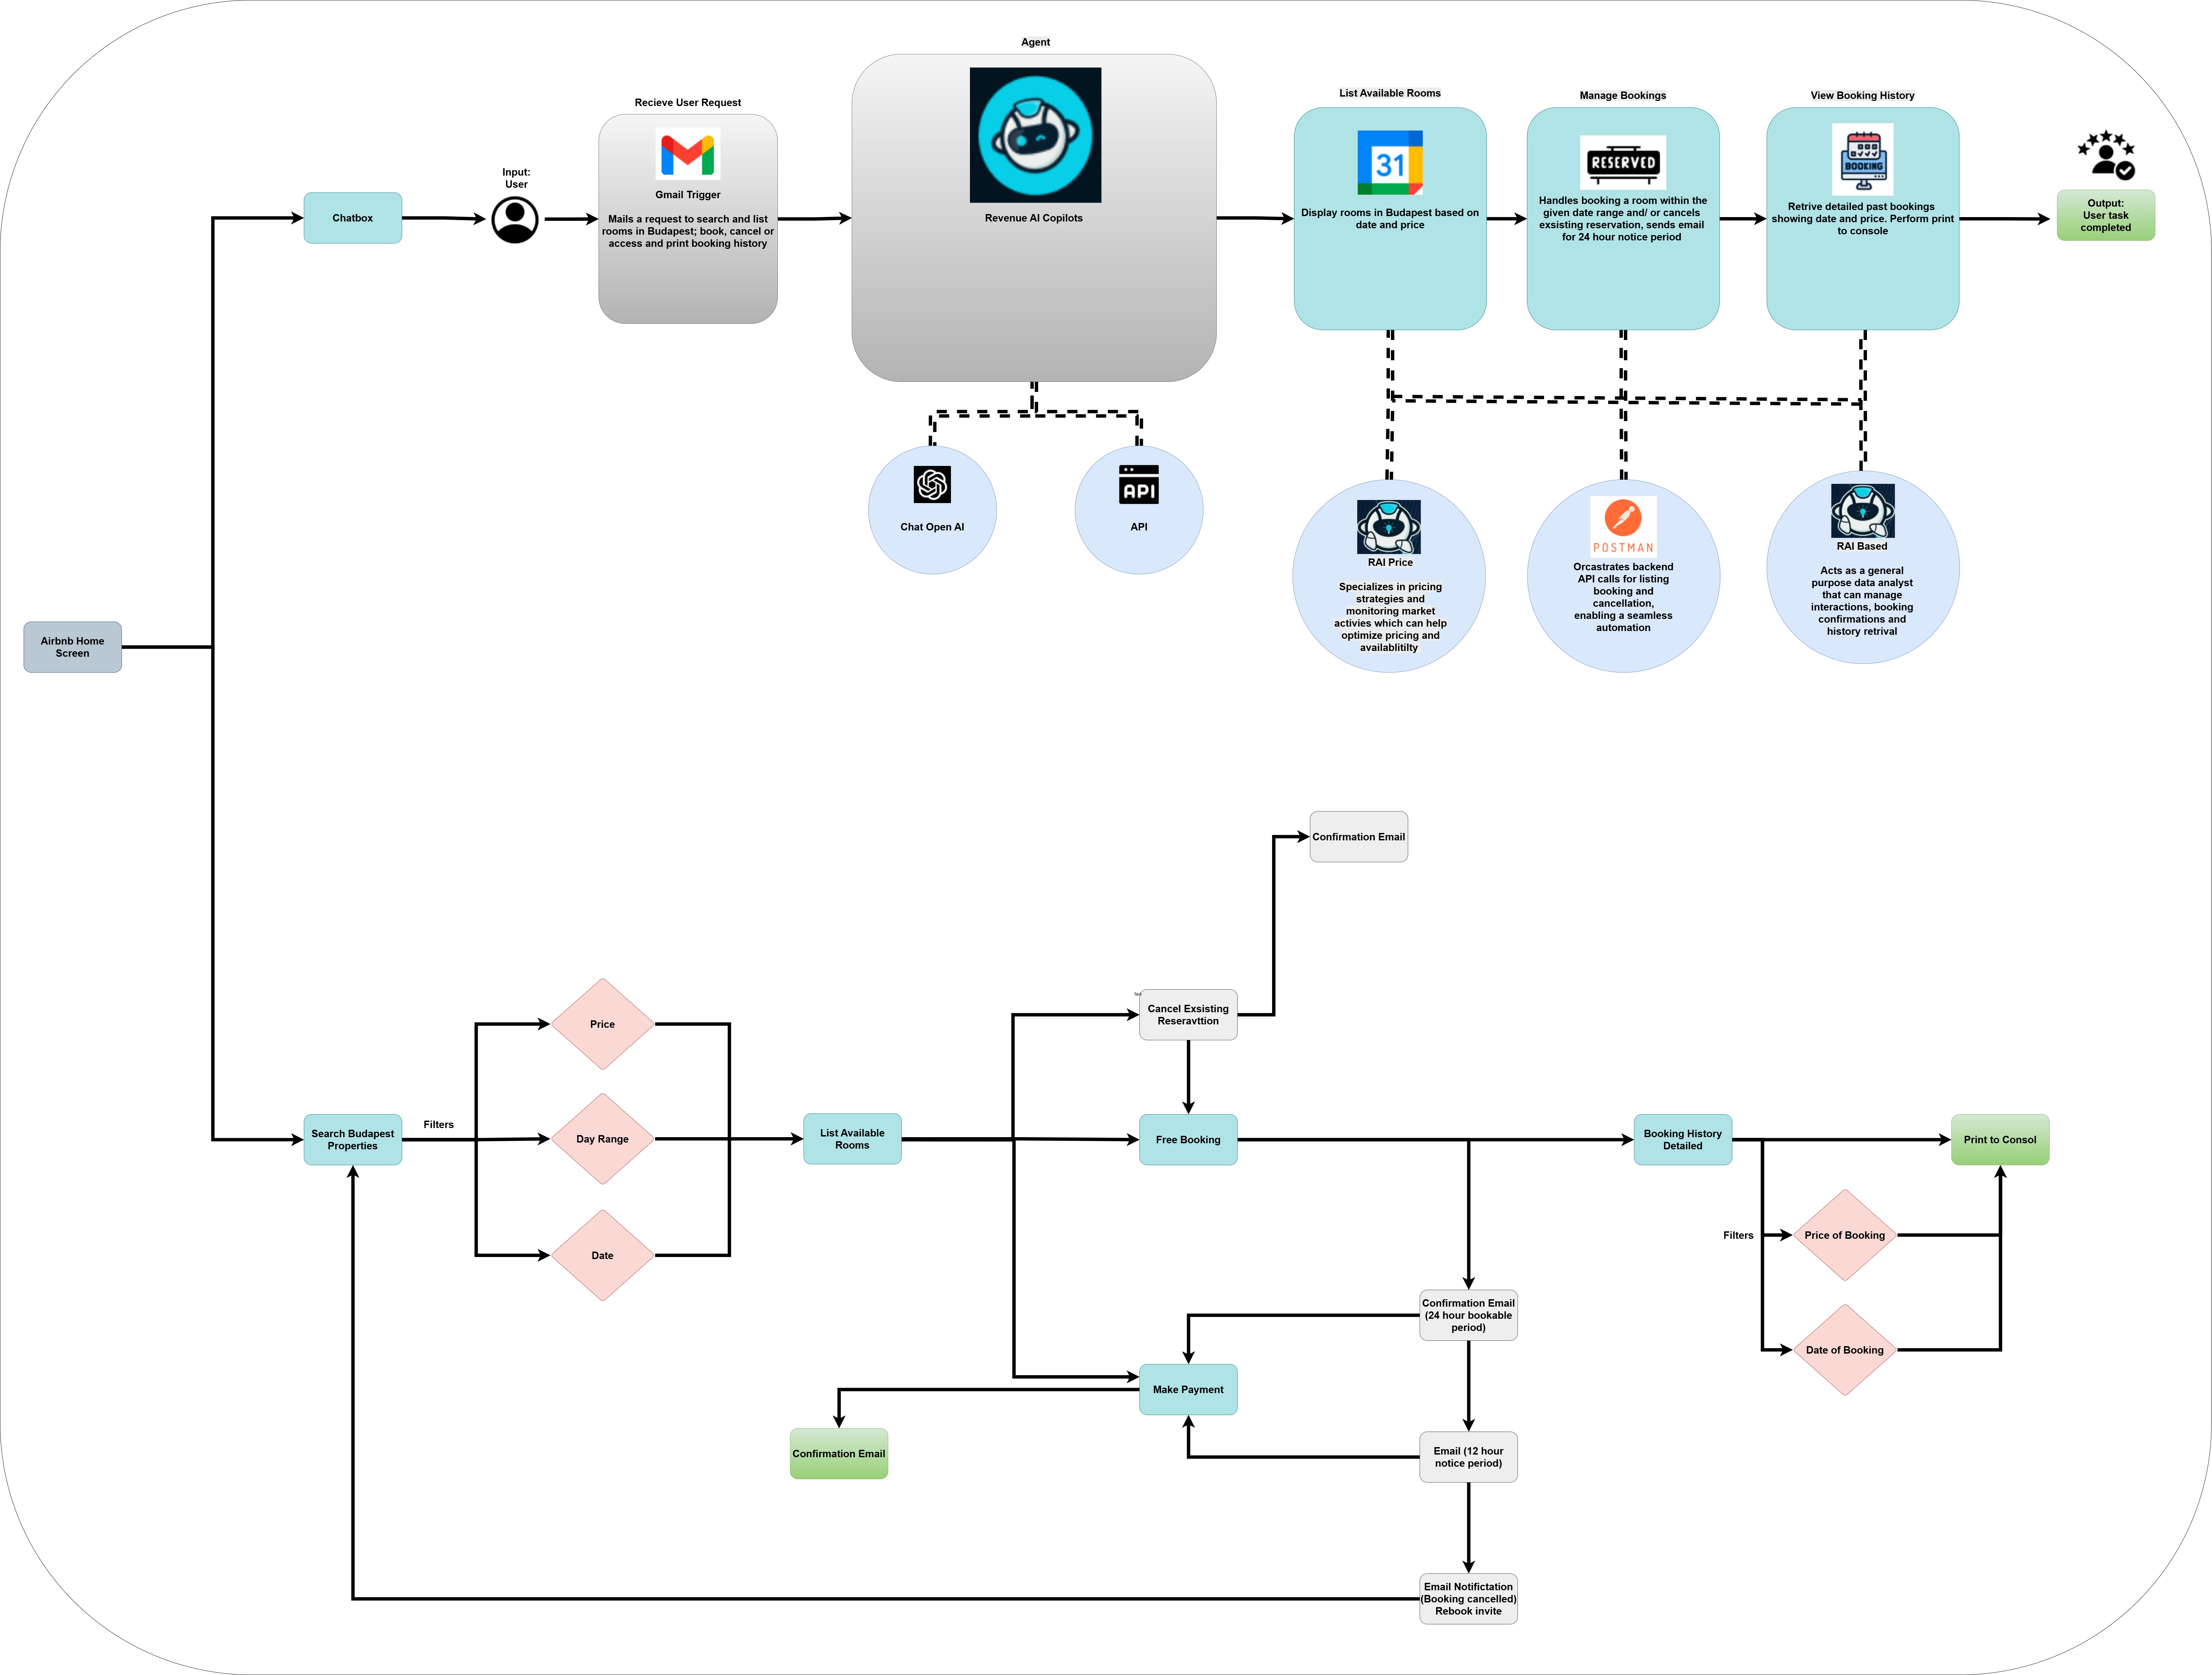 Agent
Recieve User Request
List Available Rooms
Manage Bookings
View Booking History
Input:
User
Chatbox
Gmail Trigger
Mails a request to search and list
rooms in Budapest; book, cancel or
access and print booking history
Revenue AI Copilots
31
Display rooms in Budapest based on
date and price
RESERVED
Handles booking a room within the
given date range and/ or cancels
exsisting reservation, sends email
for 24 hour notice period
BOOKING
Retrive detailed past bookings
showing date and price. Perform print
to console
Output:
User task
completed
Chat Open AI
API
API
RAI Price
Specializes in pricing
strategies and
monitoring market
activies which can help
optimize pricing and
availablitilty
POSTMAN
Orcastrates backend
API calls for listing
booking and
cancellation,
enabling a seamless
automation
RAI Based
Acts as a general
purpose data analyst
that can manage
interactions, booking
confirmations and
history retrival
Airbnb Home
Screen
Confirmation Email
Text
Cancel Exsisting
Reseravttion
Price
Filters
Search Budapest
Properties
Day Range
List Available
Rooms
Free Booking
Booking History
Detailed
Print to Consol
Date
Filters
Price of Booking
Date of Booking
Confirmation Email
(24 hour bookable
period)
Make Payment
Confirmation Email
Email (12 hour
notice period)
Email Notifictation
(Booking cancelled)
Rebook invite